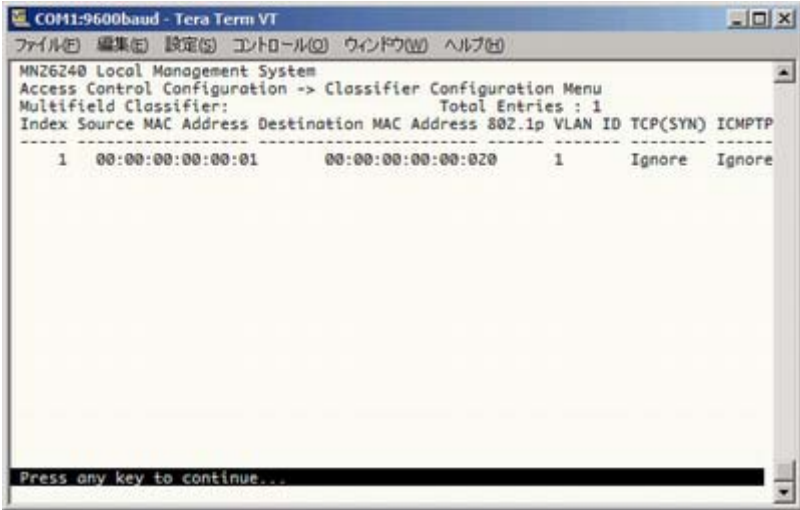 COM1:9600baud - Tera Term VT
ファイル(F) 編集(E) 設定(S) コントロール(O) ウィンドウ(W) ヘルプ(H)
MN26240 Local Management System
Access Control Configuration -> Classifier Configuration Menu
Multifield Classifier: Total Entries : 1
Index Source MAC Address Destination MAC Address 802.1p VLAN ID TCP(SYN) ICMPTP
----- ------------------ ----------------------- ------ ------- -------- ------
1 00:00:00:00:00:01 00:00:00:00:00:020 1 Ignore Ignore
Press any key to continue...